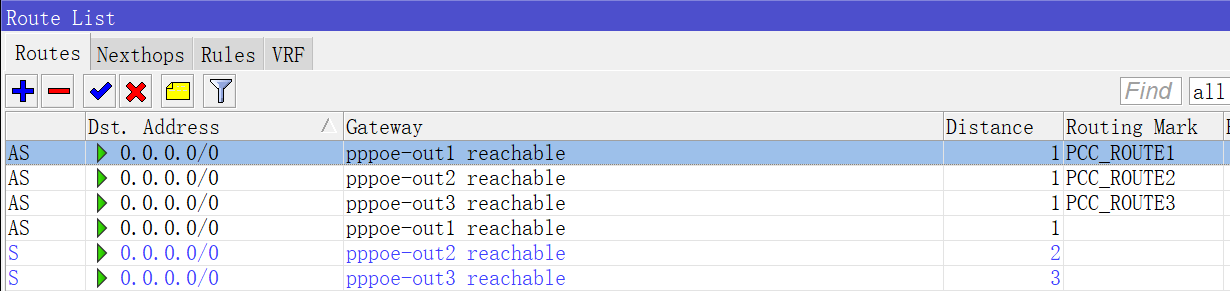 Route List
Routes Nexthops Rules VRF
Find all
Dst. Address Gateway Distance Routing Mark
AS 0.0.0.0/0 pppoe-out1 reachable 1 PCC_ROUTE1
AS 0.0.0.0/0 pppoe-out2 reachable 1 PCC_ROUTE2
AS 0.0.0.0/0 pppoe-out3 reachable 1 PCC_ROUTE3
AS 0.0.0.0/0 pppoe-out1 reachable 1
S 0.0.0.0/0 pppoe-out2 reachable 2
S 0.0.0.0/0 pppoe-out3 reachable 3